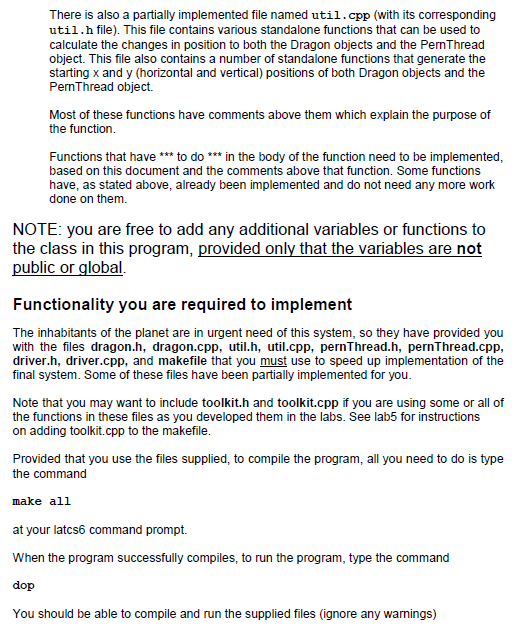 There is also a partially implemented file named util.cpp (with its corresponding
util.h file). This file contains various standalone functions that can be used to
calculate the changes in position to both the Dragon objects and the PernThread
object. This file also contains a number of standalone functions that generate the
starting x and y (horizontal and vertical) positions of both Dragon objects and the
PernThread object.
Most of these functions have comments above them which explain the purpose of
the function.
Functions that have *** to do *** in the body of the function need to be implemented,
based on this document and the comments above that function. Some functions
have, as stated above, already been implemented and do not need any more work
done on them.
NOTE: you are free to add any additional variables or functions to
the class in this program, provided only that the variables are not
public or global.
Functionality you are required to implement
The inhabitants of the planet are in urgent need of this system, so they have provided you
with the files dragon.h, dragon.cpp, util.h, util.cpp, pernThread.h, pernThread.cpp,
driver.h, driver.cpp, and makefile that you must use to speed up implementation of the
final system. Some of these files have been partially implemented for you.
Note that you may want to include toolkit.h and toolkit.cpp if you are using some or all of
the functions in these files as you developed them in the labs. See lab5 for instructions
on adding toolkit.cpp to the makefile.
Provided that you use the files supplied, to compile the program, all you need to do is type
the command
make all
at your latcs6 command prompt.
When the program successfully compiles, to run the program, type the command
dop
You should be able to compile and run the supplied files (ignore any warnings)